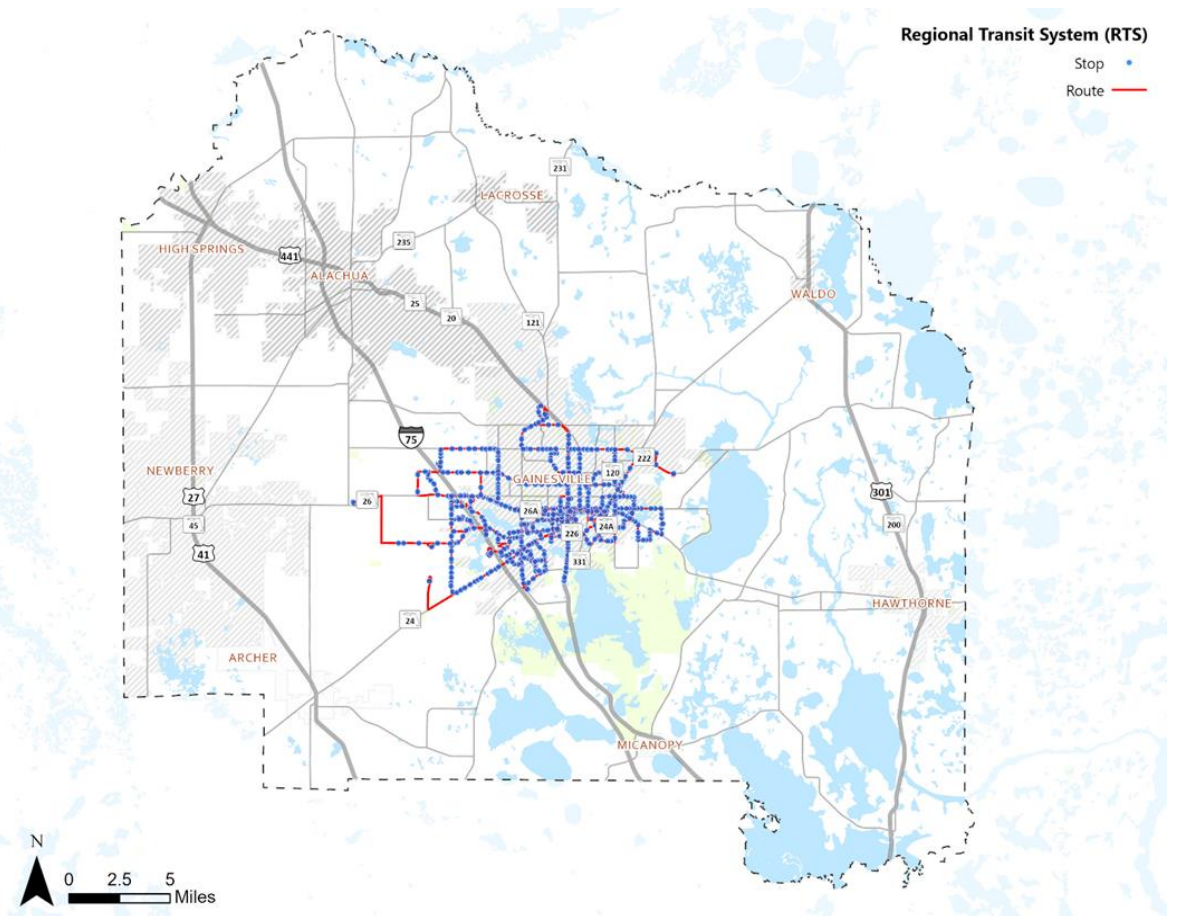 Regional Transit System (RTS)
Stop
Route
231
LACROSSE
235
HIGH SPRINGS
441
ALACHUA
WALDO
25
20
121
75
NEWBERRY
222
120
GAINESVILLE
27
26
301
26A
45
24A
200
226
41
331
HAWTHORNE
24
ARCHER
MICANOPY
N
0 2.5 5
Miles